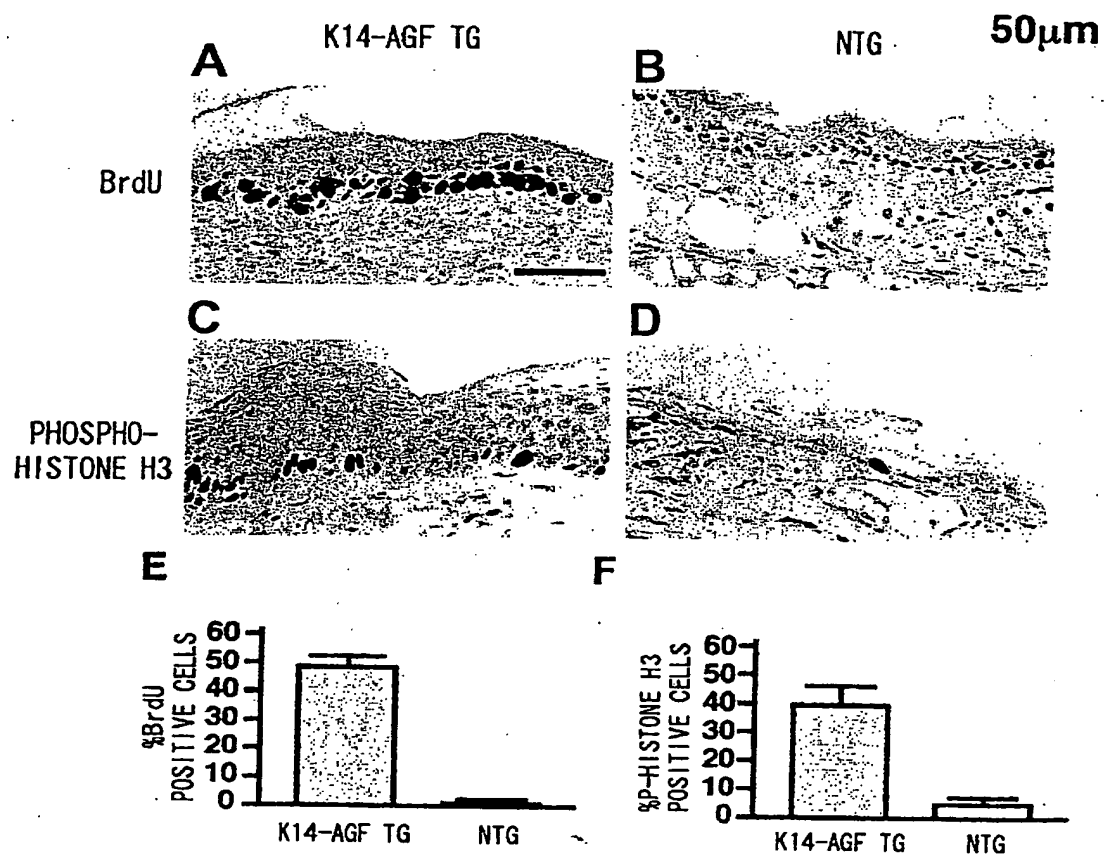 K14-AGF TG
NTG
50μm
A
B
BrdU
C
D
PHOSPHO-
HISTONE H3
E
F
%BrdU
POSITIVE CELLS
60
50
40
30
20
10
0
K14-AGF TG
NTG
%P-HISTONE H3
POSITIVE CELLS
60
50
40
30
20
10
0
K14-AGF TG
NTG